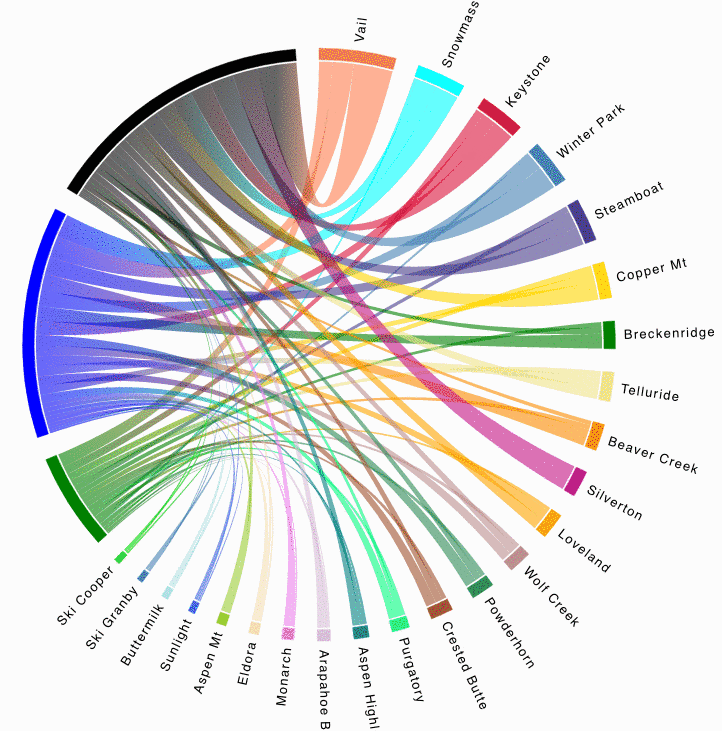 Vail
Snowmass
Keystone
Winter Park
Steamboat
Copper Mt
Breckenridge
Telluride
Beaver Creek
Silverton
Loveland
Wolf Creek
Powderhorn
Crested Butte
Purgatory
Aspen Highl
Arapahoe B
Monarch
Eldora
Aspen Mt
Sunlight
Buttermilk
Ski Granby
Ski Cooper